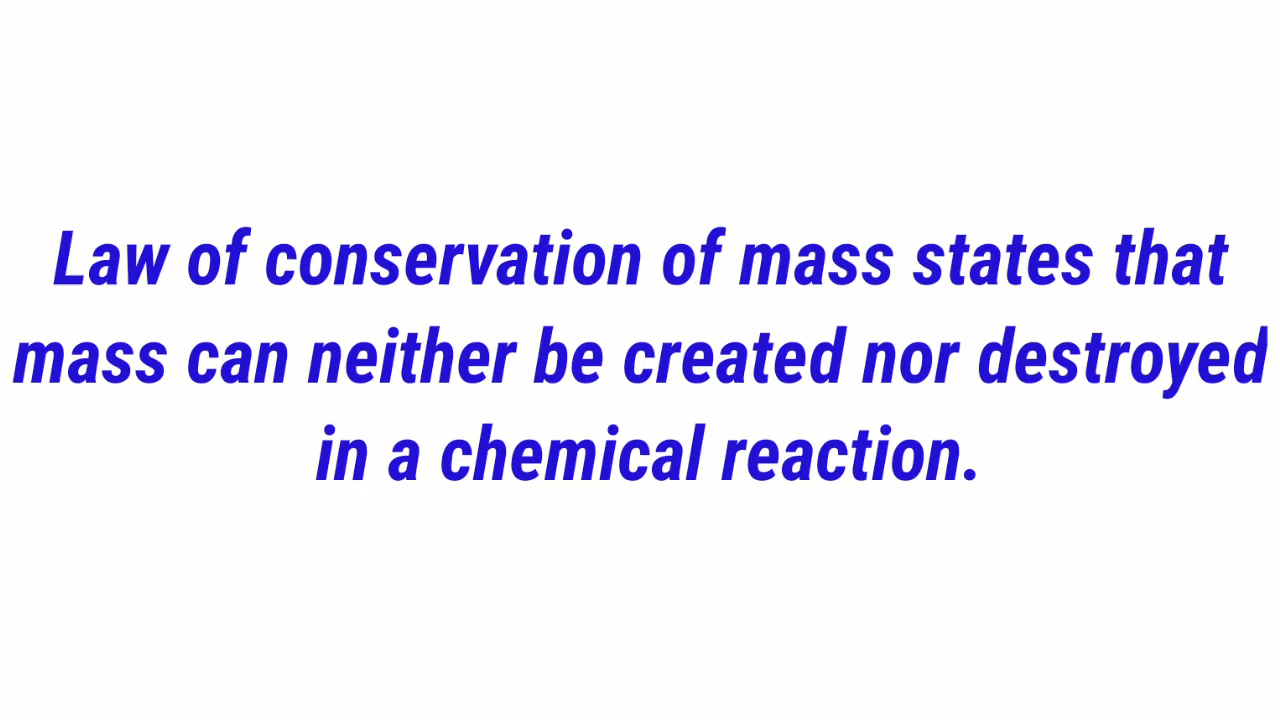 Law of conservation of mass states that
mass can neither be created nor destroyed
in a chemical reaction.